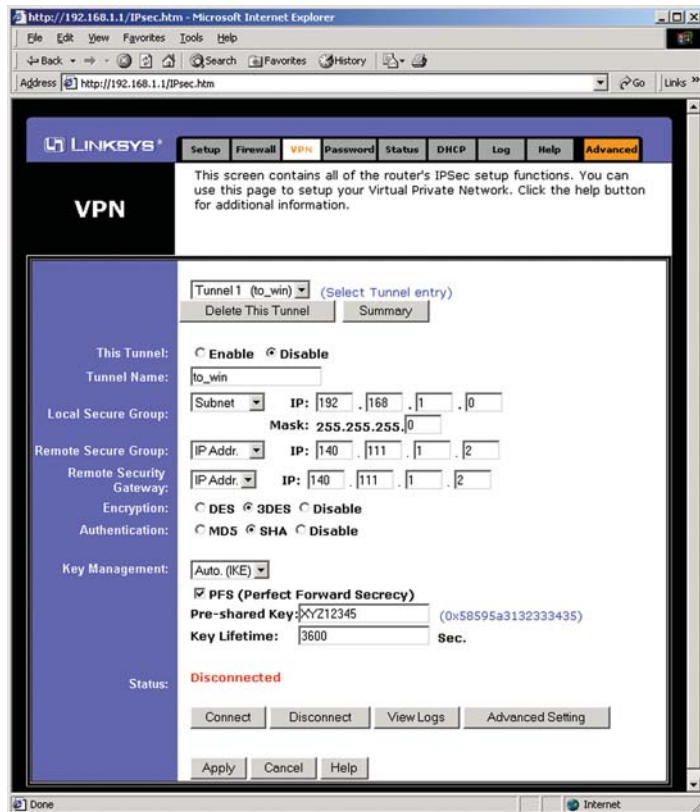 http://192.168.1.1/IPsec.htm - Microsoft Internet Explorer
File Edit View Favorites Tools Help
Back Search Favorites History
Address http://192.168.1.1/IPsec.htm Go Links »
LINKSYS®
Setup Firewall VPN Password Status DHCP Log Help Advanced
VPN
This screen contains all of the router's IPSec setup functions. You can
use this page to setup your Virtual Private Network. Click the help button
for additional information.
Tunnel 1 (to_win) (Select Tunnel entry)
Delete This Tunnel Summary
This Tunnel: Enable Disable
Tunnel Name: to_win
Local Secure Group: Subnet IP: 192 . 168 . 1 . 0
Mask: 255.255.255. 0
Remote Secure Group: IP Addr. IP: 140 . 111 . 1 . 2
Remote Security Gateway: IP Addr. IP: 140 . 111 . 1 . 2
Encryption: DES 3DES Disable
Authentication: MD5 SHA Disable
Key Management: Auto. (IKE)
PFS (Perfect Forward Secrecy)
Pre-shared Key: XYZ12345 (0x58595a3132333435)
Key Lifetime: 3600 Sec.
Status: Disconnected
Connect Disconnect View Logs Advanced Setting
Apply Cancel Help
Done Internet